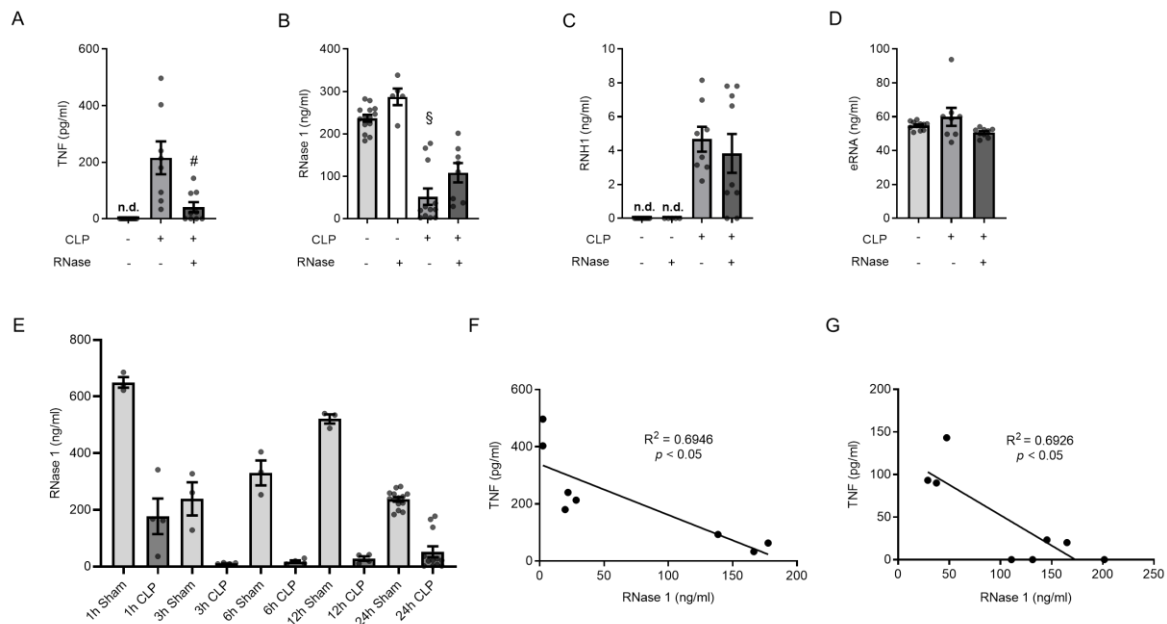 A
TNF (pg/ml)
600
400
200
0
n.d.
#
CLP - + +
RNase - - +
B
RNase 1 (ng/ml)
400
300
200
100
0
§
CLP - - + +
RNase - + - +
C
RNH1 (ng/ml)
10
8
6
4
2
0
n.d. n.d.
CLP - - + +
RNase - + - +
D
eRNA (ng/ml)
100
80
60
40
20
0
CLP - + +
RNase - - +
E
RNase 1 (ng/ml)
800
600
400
200
0
1h Sham
1h CLP
3h Sham
3h CLP
6h Sham
6h CLP
12h Sham
12h CLP
24h Sham
24h CLP
F
TNF (pg/ml)
600
400
200
0
R² = 0.6946
p < 0.05
0 50 100 150 200
RNase 1 (ng/ml)
G
TNF (pg/ml)
200
150
100
50
0
R² = 0.6926
p < 0.05
0 50 100 150 200 250
RNase 1 (ng/ml)